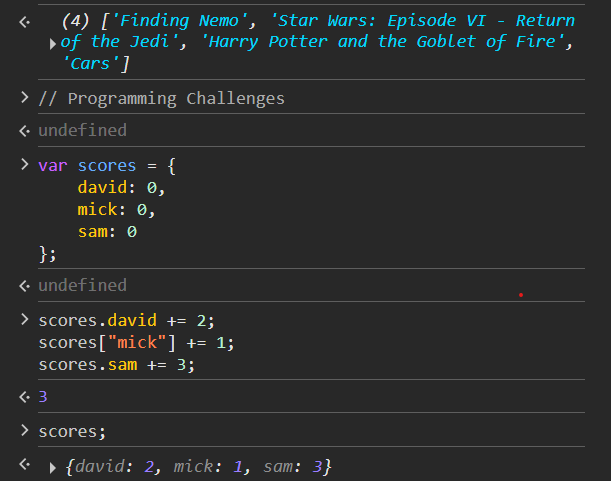 (4) ['Finding Nemo', 'Star Wars: Episode VI - Return
of the Jedi', 'Harry Potter and the Goblet of Fire',
'Cars']
// Programming Challenges
undefined
var scores = {
    david: 0,
    mick: 0,
    sam: 0
};
undefined
scores.david += 2;
scores["mick"] += 1;
scores.sam += 3;
3
scores;
{david: 2, mick: 1, sam: 3}